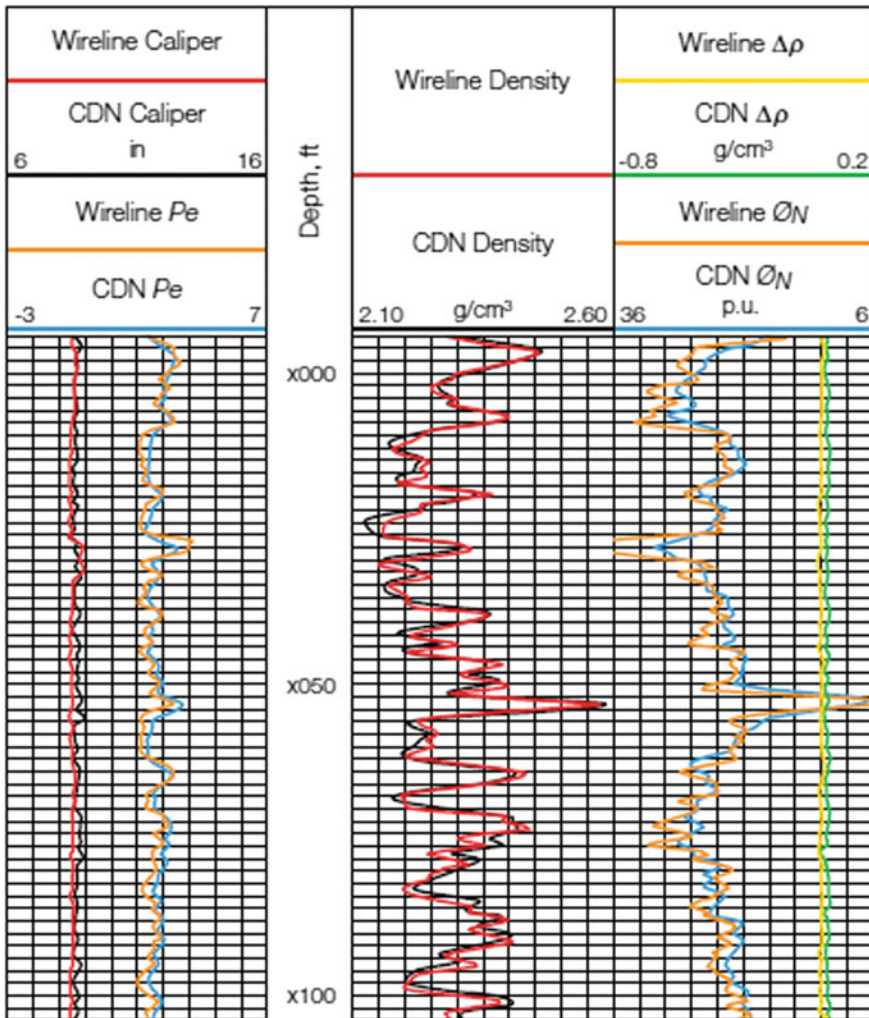 Wireline Caliper
CDN Caliper
in
6 16
Wireline Pe
CDN Pe
-3 7
Depth, ft
Wireline Density
CDN Density
2.10 g/cm³ 2.60
Wireline Δρ
CDN Δρ
-0.8 g/cm³ 0.2
Wireline ØN
CDN ØN
36 p.u. 6
x000
x050
x100